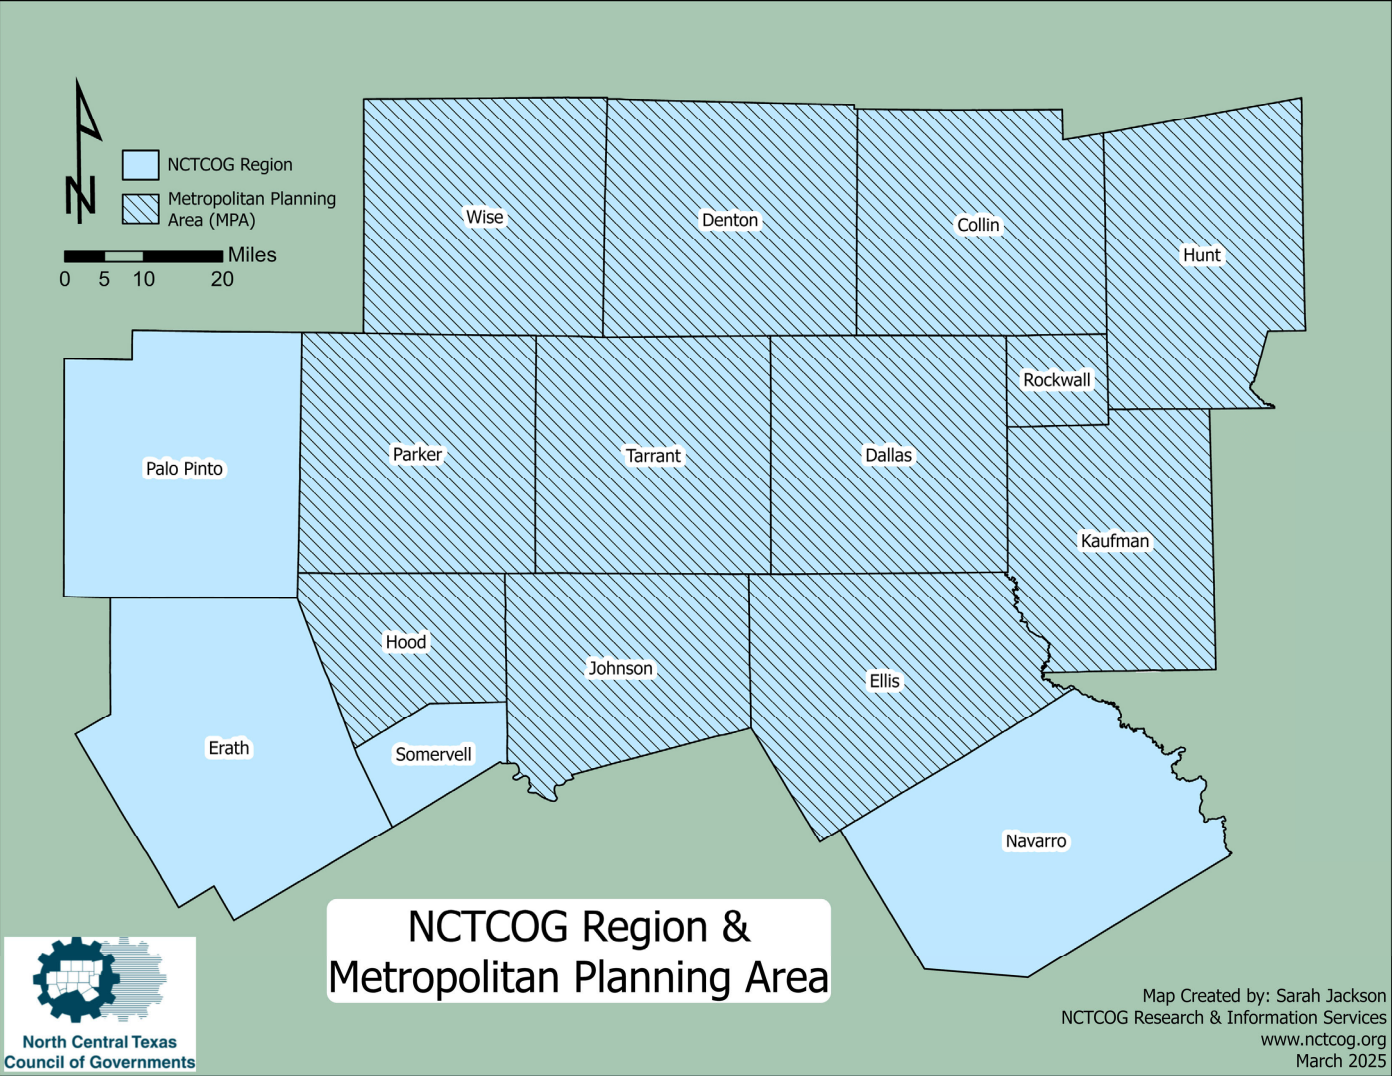 N
NCTCOG Region
Metropolitan Planning
Area (MPA)
Miles
0 5 10 20
Wise
Denton
Collin
Hunt
Rockwall
Palo Pinto
Parker
Tarrant
Dallas
Kaufman
Hood
Johnson
Ellis
Erath
Somervell
Navarro
NCTCOG Region &
Metropolitan Planning Area
North Central Texas
Council of Governments
Map Created by: Sarah Jackson
NCTCOG Research & Information Services
www.nctcog.org
March 2025